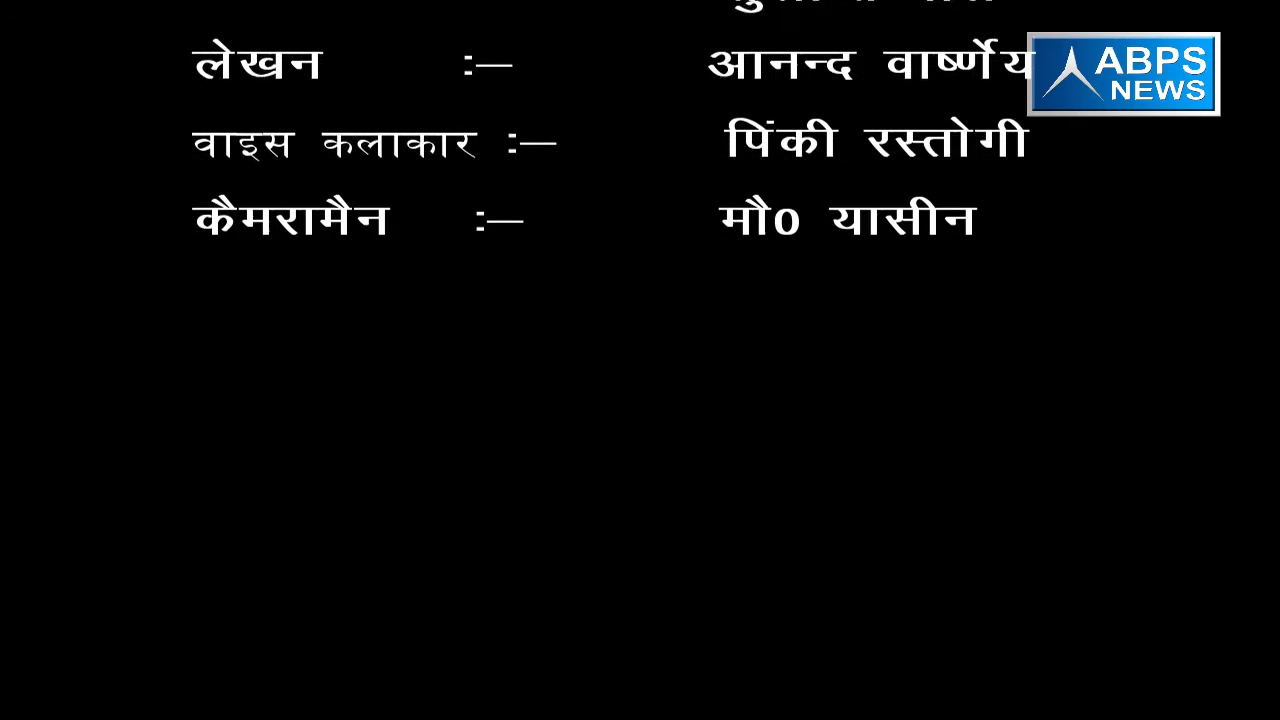 लेखन :— आनन्द वार्ष्णेय
वाइस कलाकार :— पिंकी रस्तोगी
कैमरामैन :— मौ0 यासीन
ABPS
NEWS